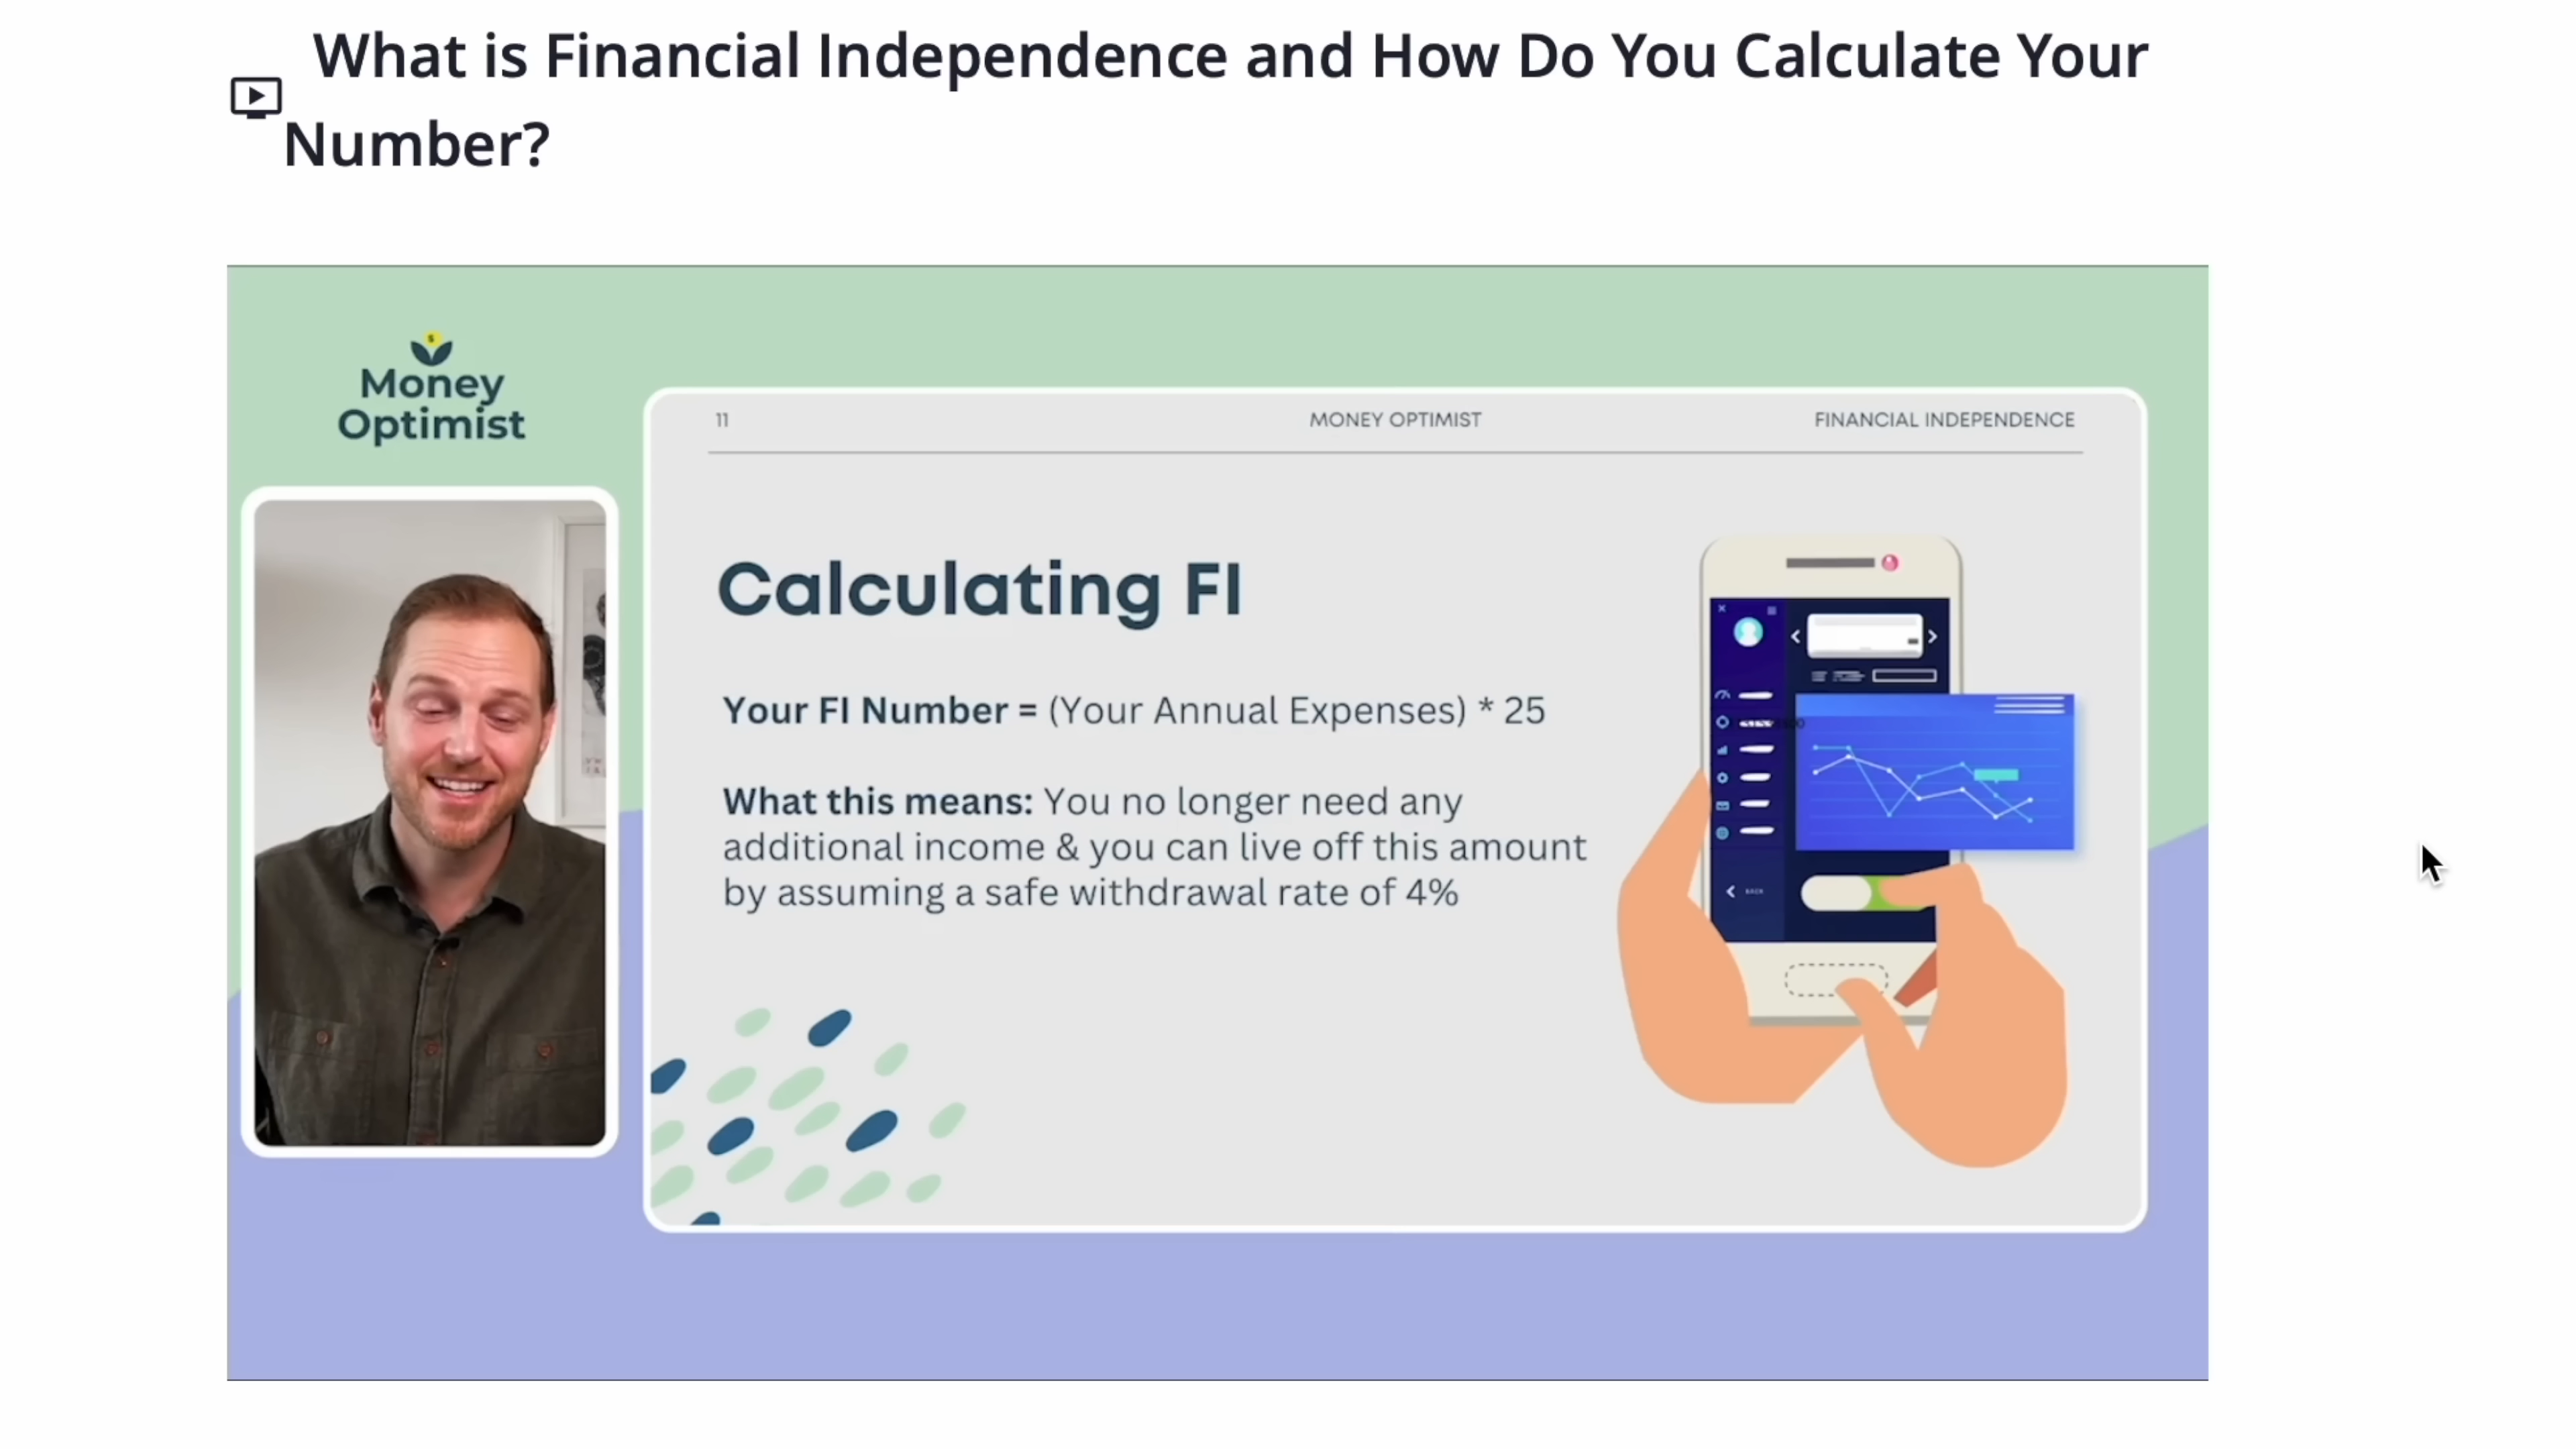 What is Financial Independence and How Do You Calculate Your
Number?
Money
Optimist
11
MONEY OPTIMIST
FINANCIAL INDEPENDENCE
Calculating FI
Your FI Number = (Your Annual Expenses) * 25
What this means: You no longer need any
additional income & you can live off this amount
by assuming a safe withdrawal rate of 4%
BACK